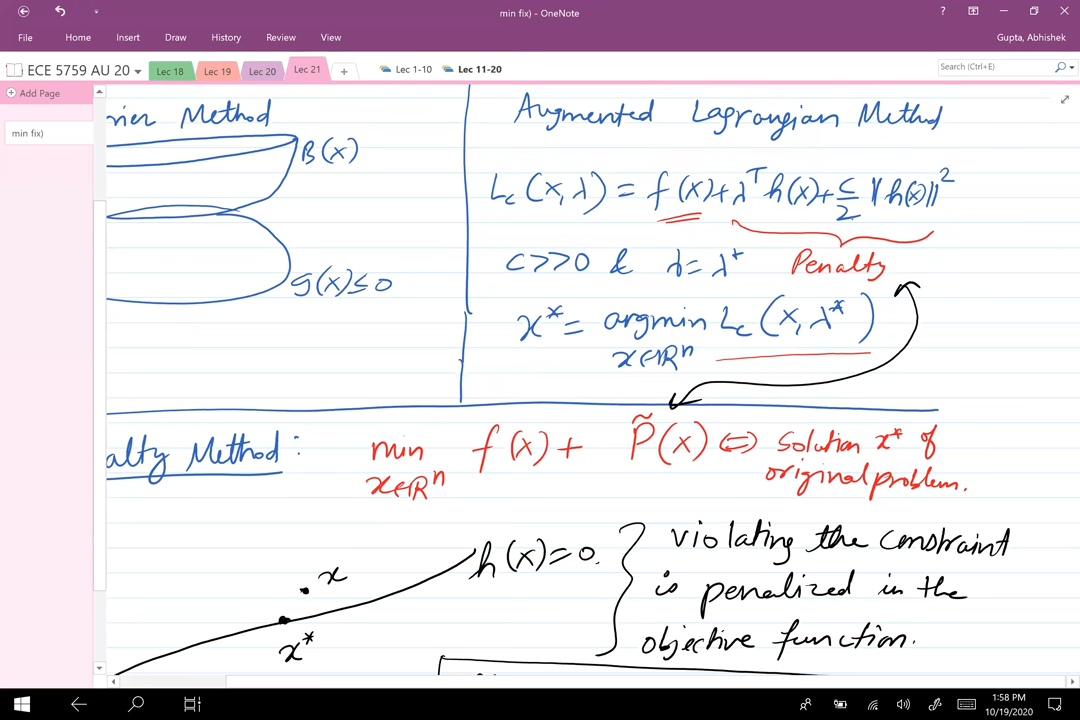 min fix) - OneNote
?
File
Home
Insert
Draw
History
Review
View
Gupta, Abhishek
ECE 5759 AU 20
Lec 18
Lec 19
Lec 20
Lec 21
+
Lec 1-10
Lec 11-20
Search (Ctrl+E)
Add Page
min fix)
rier Method
B(x)
g(x)≤0
Augmented Lagrangian Method
L_c(x,λ) = f(x)+λ^T h(x)+ c/2 ‖h(x)‖^2
c>>0 & λ=λ*
Penalty
x* = argmin L_c(x,λ*)
x∈R^n
alty Method:
min f(x) + P̃(x) ⇔ solution x* of
x∈R^n
original problem.
x
x*
h(x)=0.
violating the constraint
is penalized in the
objective function.
1:58 PM
10/19/2020